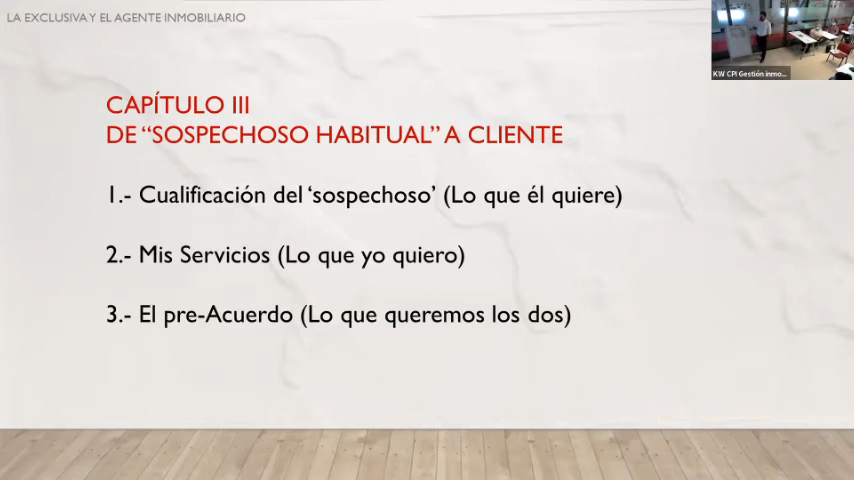 LA EXCLUSIVA Y EL AGENTE INMOBILIARIO
KW CPI Gestión inmo...
CAPÍTULO III
DE “SOSPECHOSO HABITUAL” A CLIENTE
1.- Cualificación del ‘sospechoso’ (Lo que él quiere)
2.- Mis Servicios (Lo que yo quiero)
3.- El pre-Acuerdo (Lo que queremos los dos)